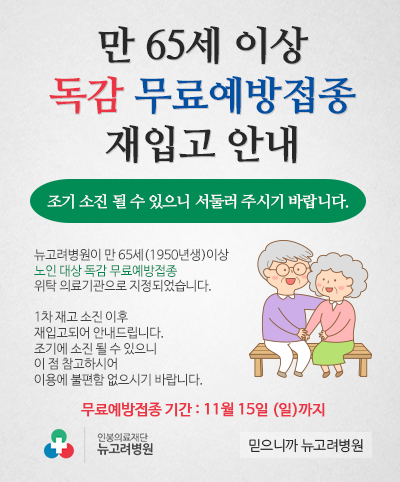 만 65세 이상
독감 무료예방접종
재입고 안내
조기 소진 될 수 있으니 서둘러 주시기 바랍니다.
뉴고려병원이 만 65세(1950년생)이상
노인 대상 독감 무료예방접종
위탁 의료기관으로 지정되었습니다.
1차 재고 소진 이후
재입고되어 안내드립니다.
조기에 소진 될 수 있으니
이 점 참고하시어
이용에 불편함 없으시기 바랍니다.
무료예방접종 기간 : 11월 15일 (일)까지
인봉의료재단
뉴고려병원
믿으니까 뉴고려병원